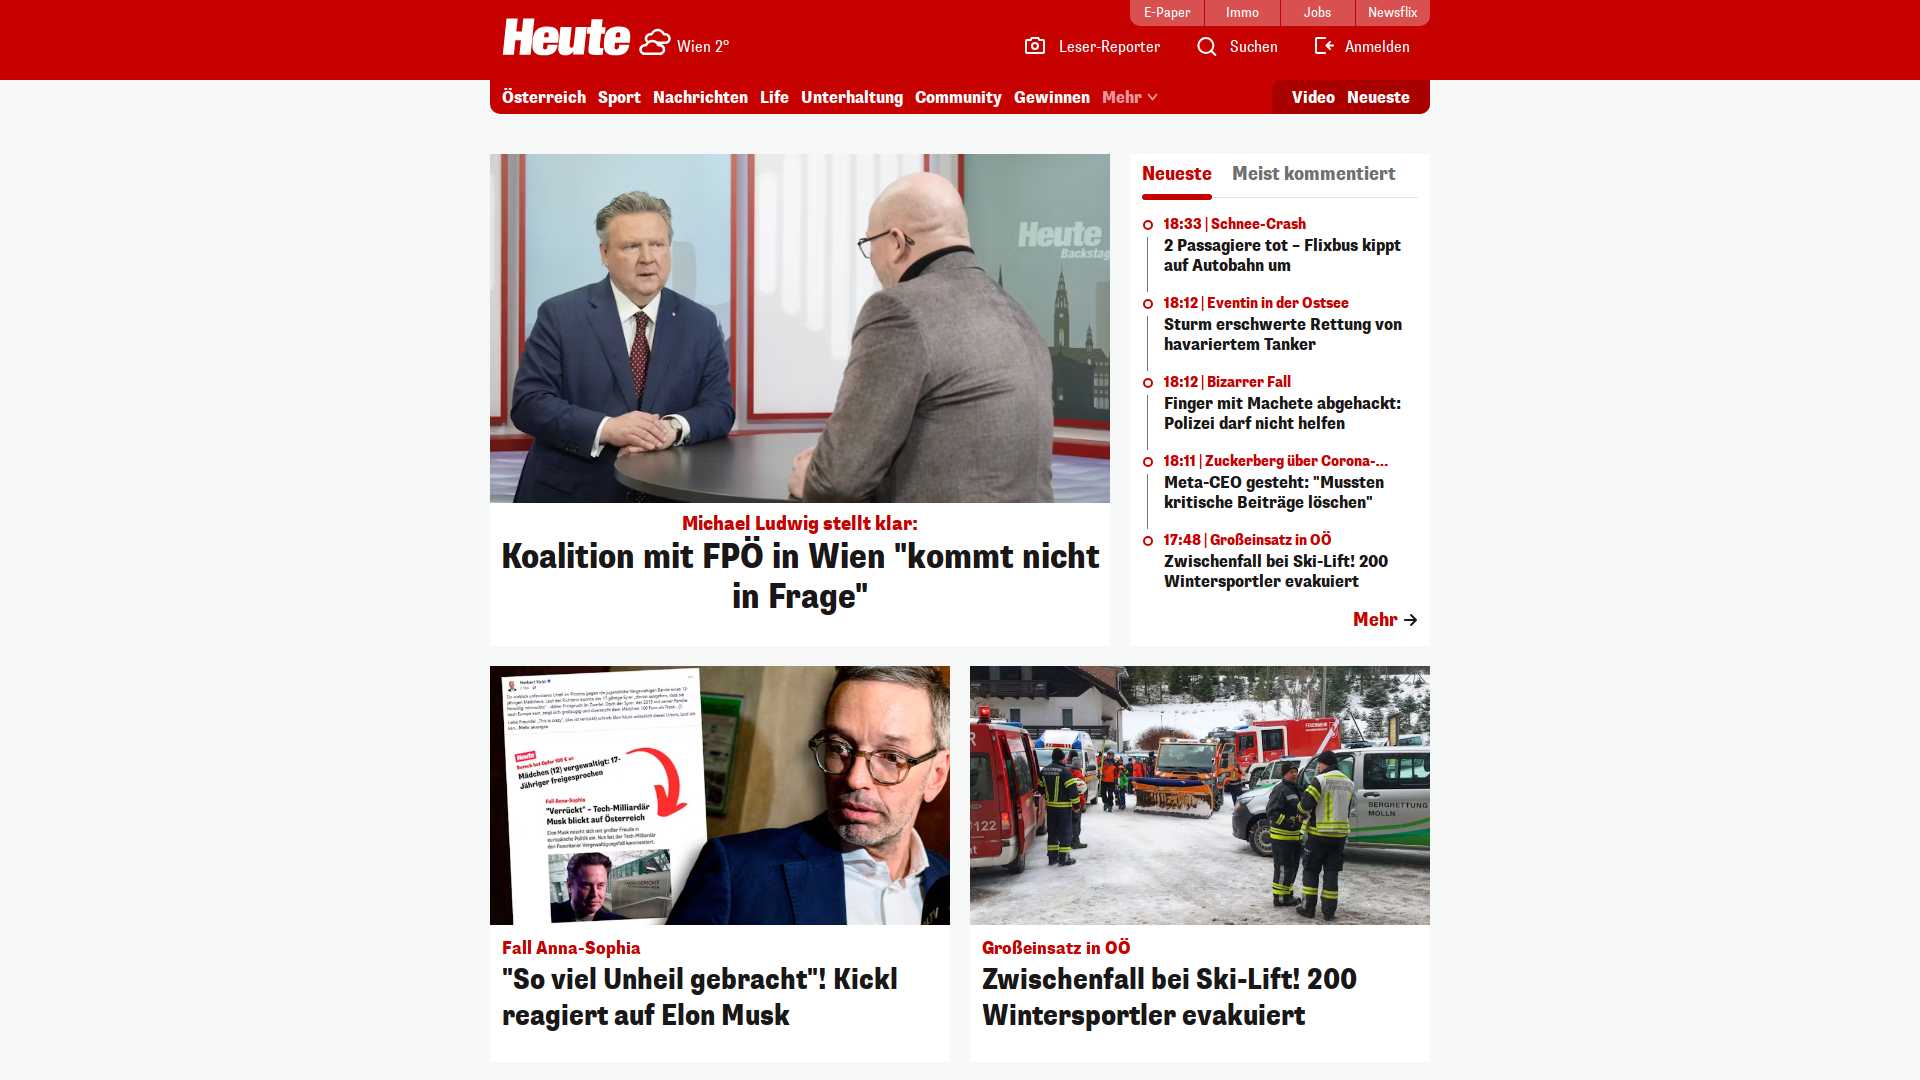 E-Paper
Immo
Jobs
Newsflix
Heute
Wien 2°
Leser-Reporter
Suchen
Anmelden
Österreich
Sport
Nachrichten
Life
Unterhaltung
Community
Gewinnen
Mehr
Video
Neueste
Heute
Backstag
Michael Ludwig stellt klar:
Koalition mit FPÖ in Wien "kommt nicht
in Frage"
Neueste
Meist kommentiert
18:33 | Schnee-Crash
2 Passagiere tot – Flixbus kippt
auf Autobahn um
18:12 | Eventin in der Ostsee
Sturm erschwerte Rettung von
havariertem Tanker
18:12 | Bizarrer Fall
Finger mit Machete abgehackt:
Polizei darf nicht helfen
18:11 | Zuckerberg über Corona-...
Meta-CEO gesteht: "Mussten
kritische Beiträge löschen"
17:48 | Großeinsatz in OÖ
Zwischenfall bei Ski-Lift! 200
Wintersportler evakuiert
Mehr
Heute
Mädchen (12) vergewaltigt: 17-
Jähriger freigesprochen
Fall Anna-Sophia
"Verrückt" – Tech-Milliardär
Musk blickt auf Österreich
122
BERGRETTUNG
MOLLN
Fall Anna-Sophia
"So viel Unheil gebracht"! Kickl
reagiert auf Elon Musk
Großeinsatz in OÖ
Zwischenfall bei Ski-Lift! 200
Wintersportler evakuiert